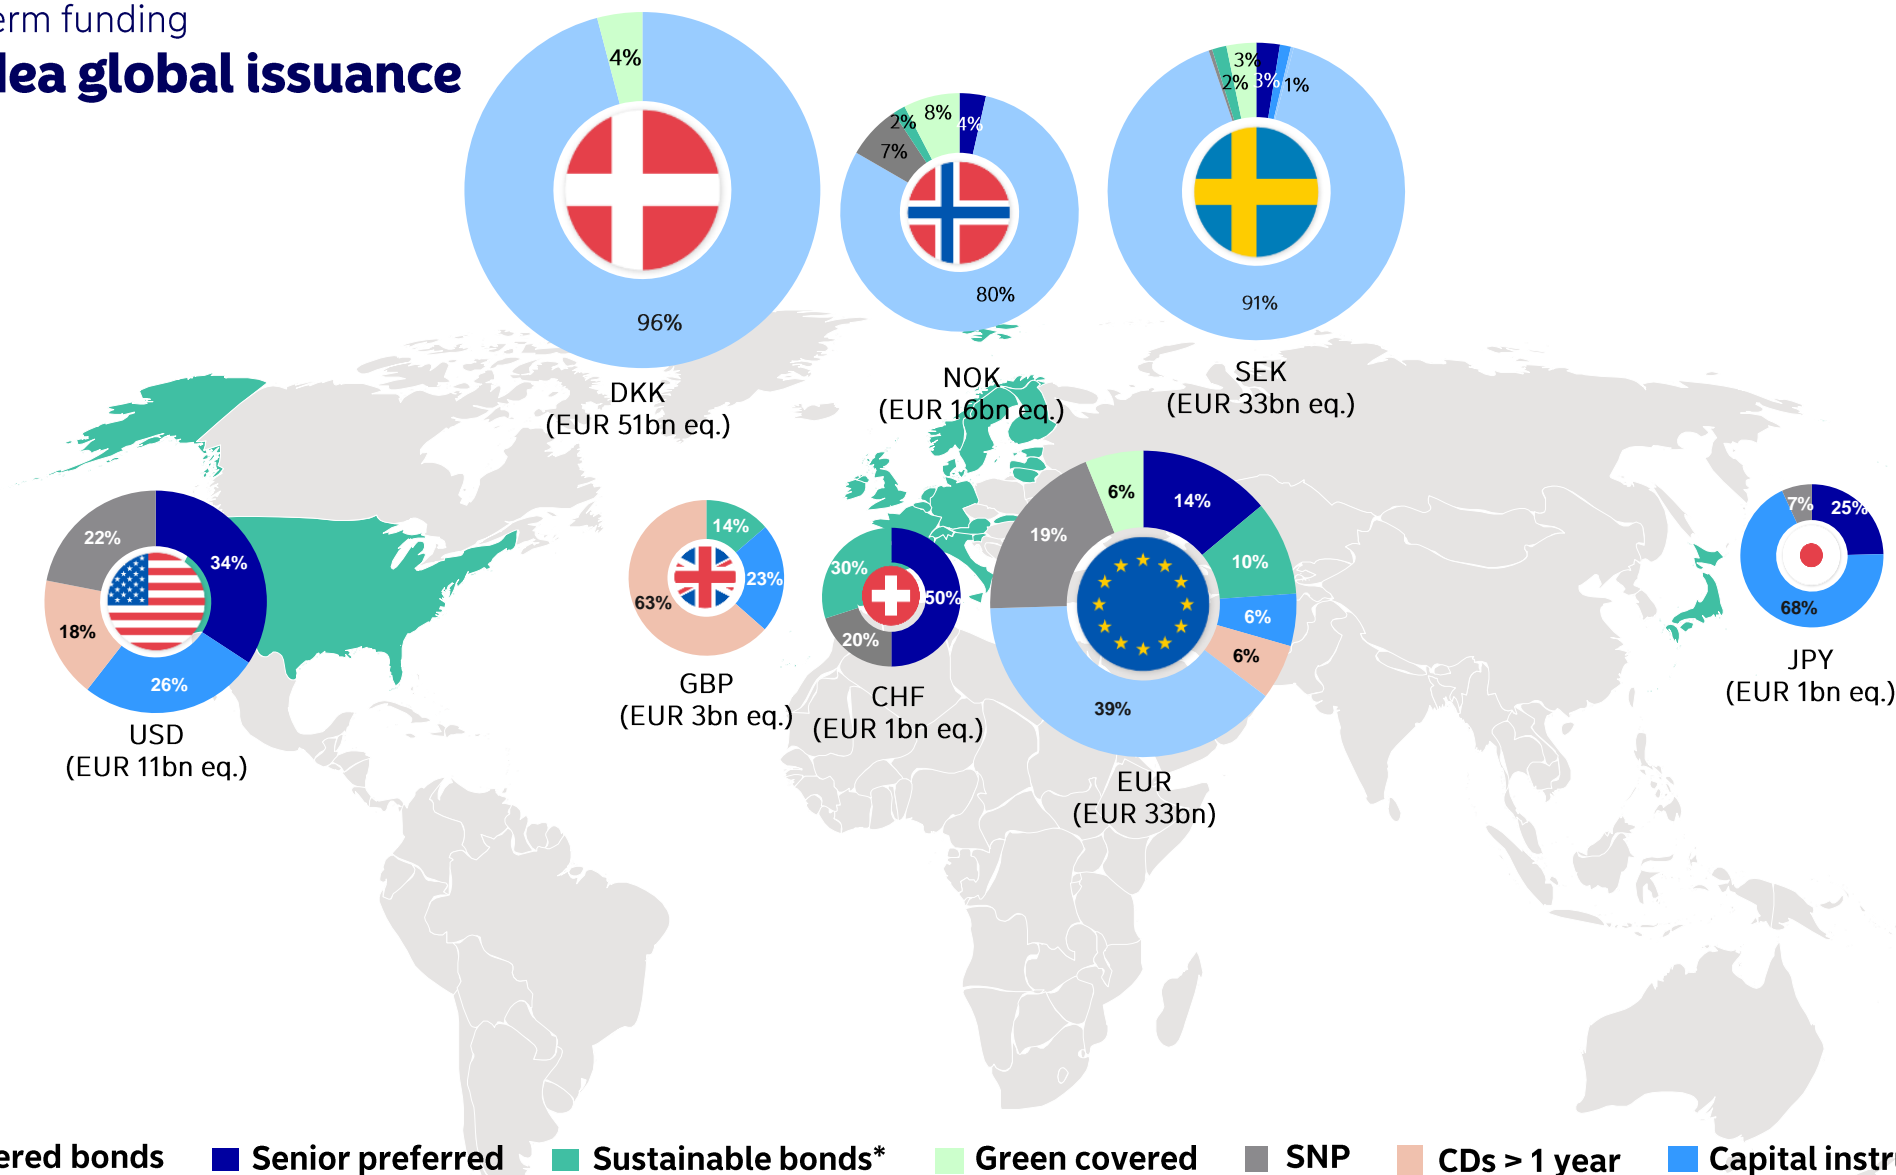 erm funding
dea global issuance
4%
96%
DKK
(EUR 51bn eq.)
8%
2%
4%
7%
80%
NOK
(EUR 16bn eq.)
3%
2%
3%
1%
91%
SEK
(EUR 33bn eq.)
22%
34%
18%
26%
USD
(EUR 11bn eq.)
14%
23%
63%
GBP
(EUR 3bn eq.)
30%
50%
20%
CHF
(EUR 1bn eq.)
6%
14%
19%
10%
6%
6%
39%
EUR
(EUR 33bn)
7%
25%
68%
JPY
(EUR 1bn eq.)
ered bonds
Senior preferred
Sustainable bonds*
Green covered
SNP
CDs > 1 year
Capital instr